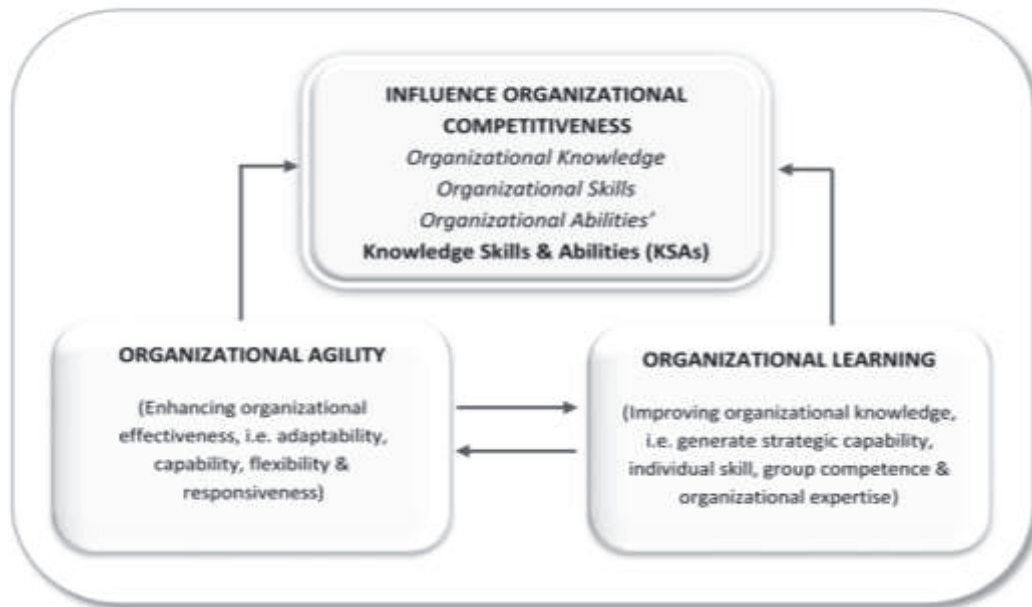 INFLUENCE ORGANIZATIONAL
COMPETITIVENESS
Organizational Knowledge
Organizational Skills
Organizational Abilities'
Knowledge Skills & Abilities (KSAs)
ORGANIZATIONAL AGILITY
(Enhancing organizational
effectiveness, i.e. adaptability,
capability, flexibility &
responsiveness)
ORGANIZATIONAL LEARNING
(Improving organizational knowledge,
i.e. generate strategic capability,
individual skill, group competence &
organizational expertise)